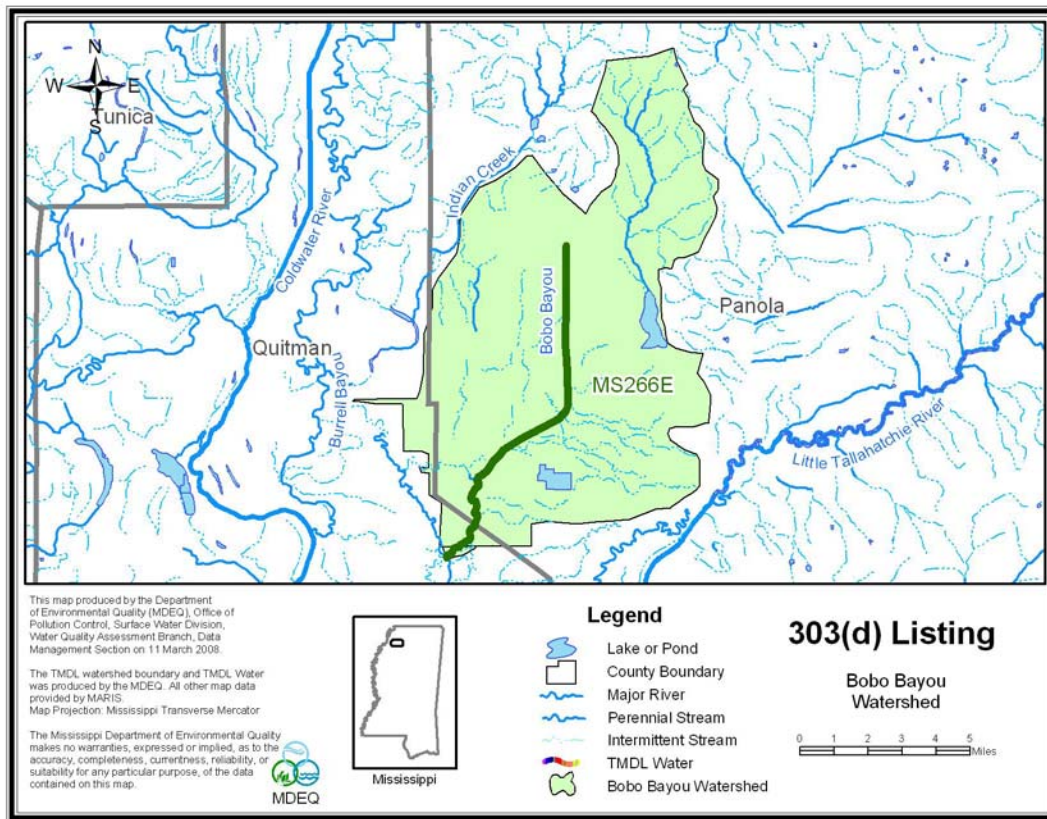 N
W E
S
Tunica
Indian Creek
Coldwater River
Bobo Bayou
Panola
Quitman
Burrell Bayou
MS266E
Little Tallahatchie River
This map produced by the Department
of Environmental Quality (MDEQ), Office of
Pollution Control, Surface Water Division,
Water Quality Assessment Branch, Data
Management Section on 11 March 2008.
The TMDL watershed boundary and TMDL Water
was produced by the MDEQ. All other map data
provided by MARIS.
Map Projection: Mississippi Transverse Mercator
The Mississippi Department of Environmental Quality
makes no warranties, expressed or implied, as to the
accuracy, completeness, currentness, reliability, or
suitability for any particular purpose, of the data
contained on this map.
MDEQ
Mississippi
Legend
Lake or Pond
County Boundary
Major River
Perennial Stream
Intermittent Stream
TMDL Water
Bobo Bayou Watershed
303(d) Listing
Bobo Bayou
Watershed
0 1 2 3 4 5
Miles